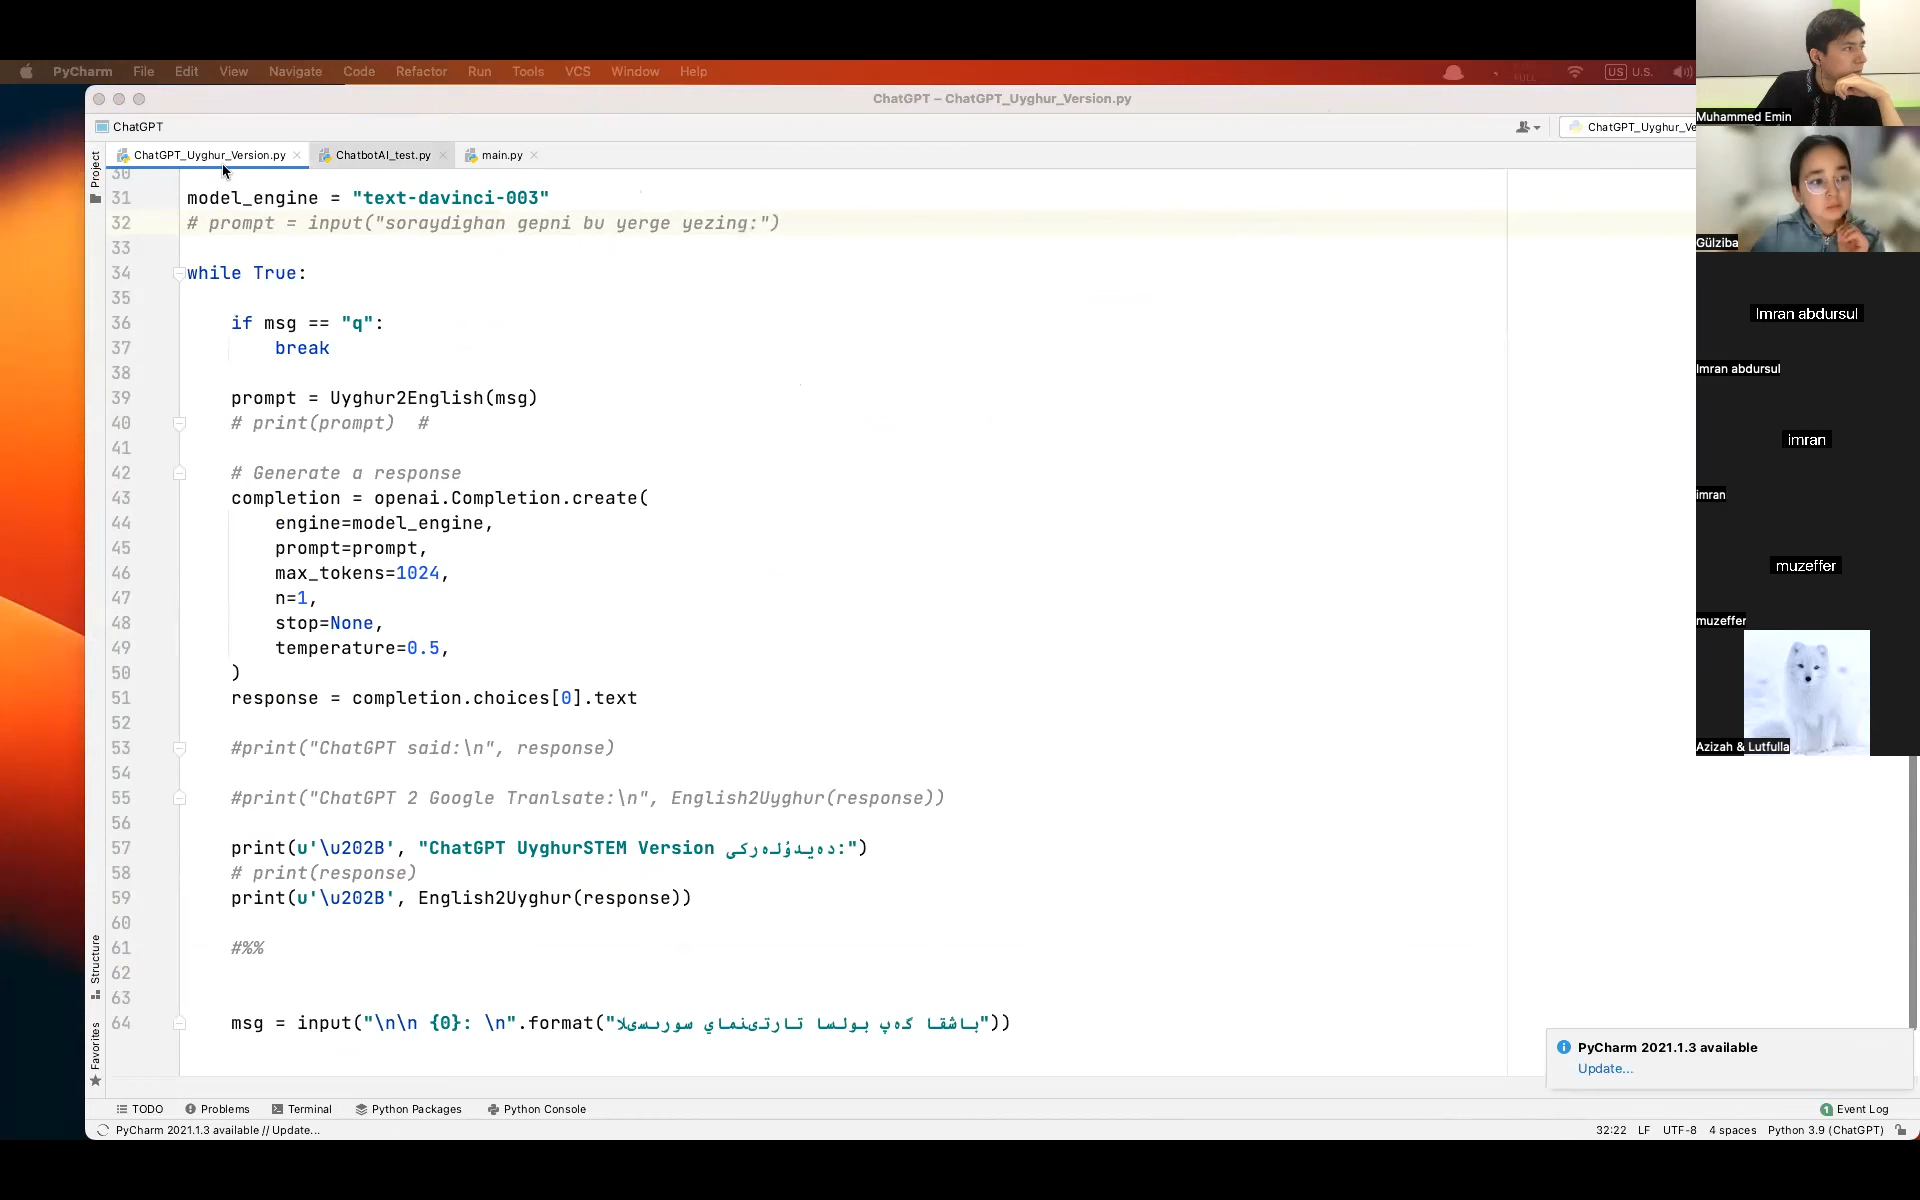 PyCharm File Edit View Navigate Code Refactor Run Tools VCS Window Help US U.S.
ChatGPT – ChatGPT_Uyghur_Version.py
ChatGPT
ChatGPT_Uyghur_Ve
ChatGPT_Uyghur_Version.py ChatbotAI_test.py main.py
Project
30
31 model_engine = "text-davinci-003"
32 # prompt = input("soraydighan gepni bu yerge yezing:")
33
34 while True:
35
36 if msg == "q":
37 break
38
39 prompt = Uyghur2English(msg)
40 # print(prompt) #
41
42 # Generate a response
43 completion = openai.Completion.create(
44 engine=model_engine,
45 prompt=prompt,
46 max_tokens=1024,
47 n=1,
48 stop=None,
49 temperature=0.5,
50 )
51 response = completion.choices[0].text
52
53 #print("ChatGPT said:\n", response)
54
55 #print("ChatGPT 2 Google Tranlsate:\n", English2Uyghur(response))
56
57 print(u'\u202B', "ChatGPT UyghurSTEM Version دەيدۇلەركى:")
58 # print(response)
59 print(u'\u202B', English2Uyghur(response))
60
61 #%%
62
63
64 msg = input("\n\n {0}: \n".format("باشقا گەپ بولسا تارتىنماي سورىسىلا"))
Structure
Favorites
Muhammed Emin
Gülziba
Imran abdursul
Imran abdursul
imran
imran
muzeffer
muzeffer
Azizah & Lutfulla
PyCharm 2021.1.3 available
Update...
TODO Problems Terminal Python Packages Python Console 1 Event Log
PyCharm 2021.1.3 available // Update... 32:22 LF UTF-8 4 spaces Python 3.9 (ChatGPT)